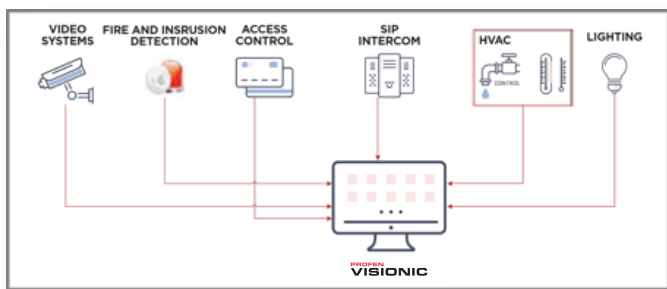 VIDEO
SYSTEMS
FIRE AND INSRUSION
DETECTION
ACCESS
CONTROL
SIP
INTERCOM
HVAC
CONTROL
LIGHTING
PROFEN
VISIONIC